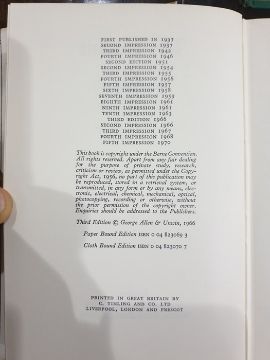 FIRST PUBLISHED IN 1937
SECOND IMPRESSION 1937
THIRD IMPRESSION 1942
FOURTH IMPRESSION 1946
SECOND EDITION 1951
SECOND IMPRESSION 1954
THIRD IMPRESSION 1955
FOURTH IMPRESSION 1956
FIFTH IMPRESSION 1957
SIXTH IMPRESSION 1958
SEVENTH IMPRESSION 1959
EIGHTH IMPRESSION 1961
NINTH IMPRESSION 1961
TENTH IMPRESSION 1963
THIRD EDITION 1966
SECOND IMPRESSION 1966
THIRD IMPRESSION 1967
FOURTH IMPRESSION 1968
FIFTH IMPRESSION 1970
This book is copyright under the Berne Convention.
All rights reserved. Apart from any fair dealing
for the purpose of private study, research,
criticism or review, as permitted under the Copy-
right Act, 1956, no part of this publication may
be reproduced, stored in a retrieval system, or
transmitted, in any form or by any means, elec-
tronic, electrical, chemical, mechanical, optical,
photocopying, recording or otherwise, without
the prior permission of the copyright owner.
Enquiries should be addressed to the Publishers.
Third Edition © George Allen & Unwin, 1966
Paper Bound Edition ISBN 0 04 823069 3
Cloth Bound Edition ISBN 0 04 823070 7
PRINTED IN GREAT BRITAIN BY
C. TINLING AND CO. LTD
LIVERPOOL, LONDON AND PRESCOT